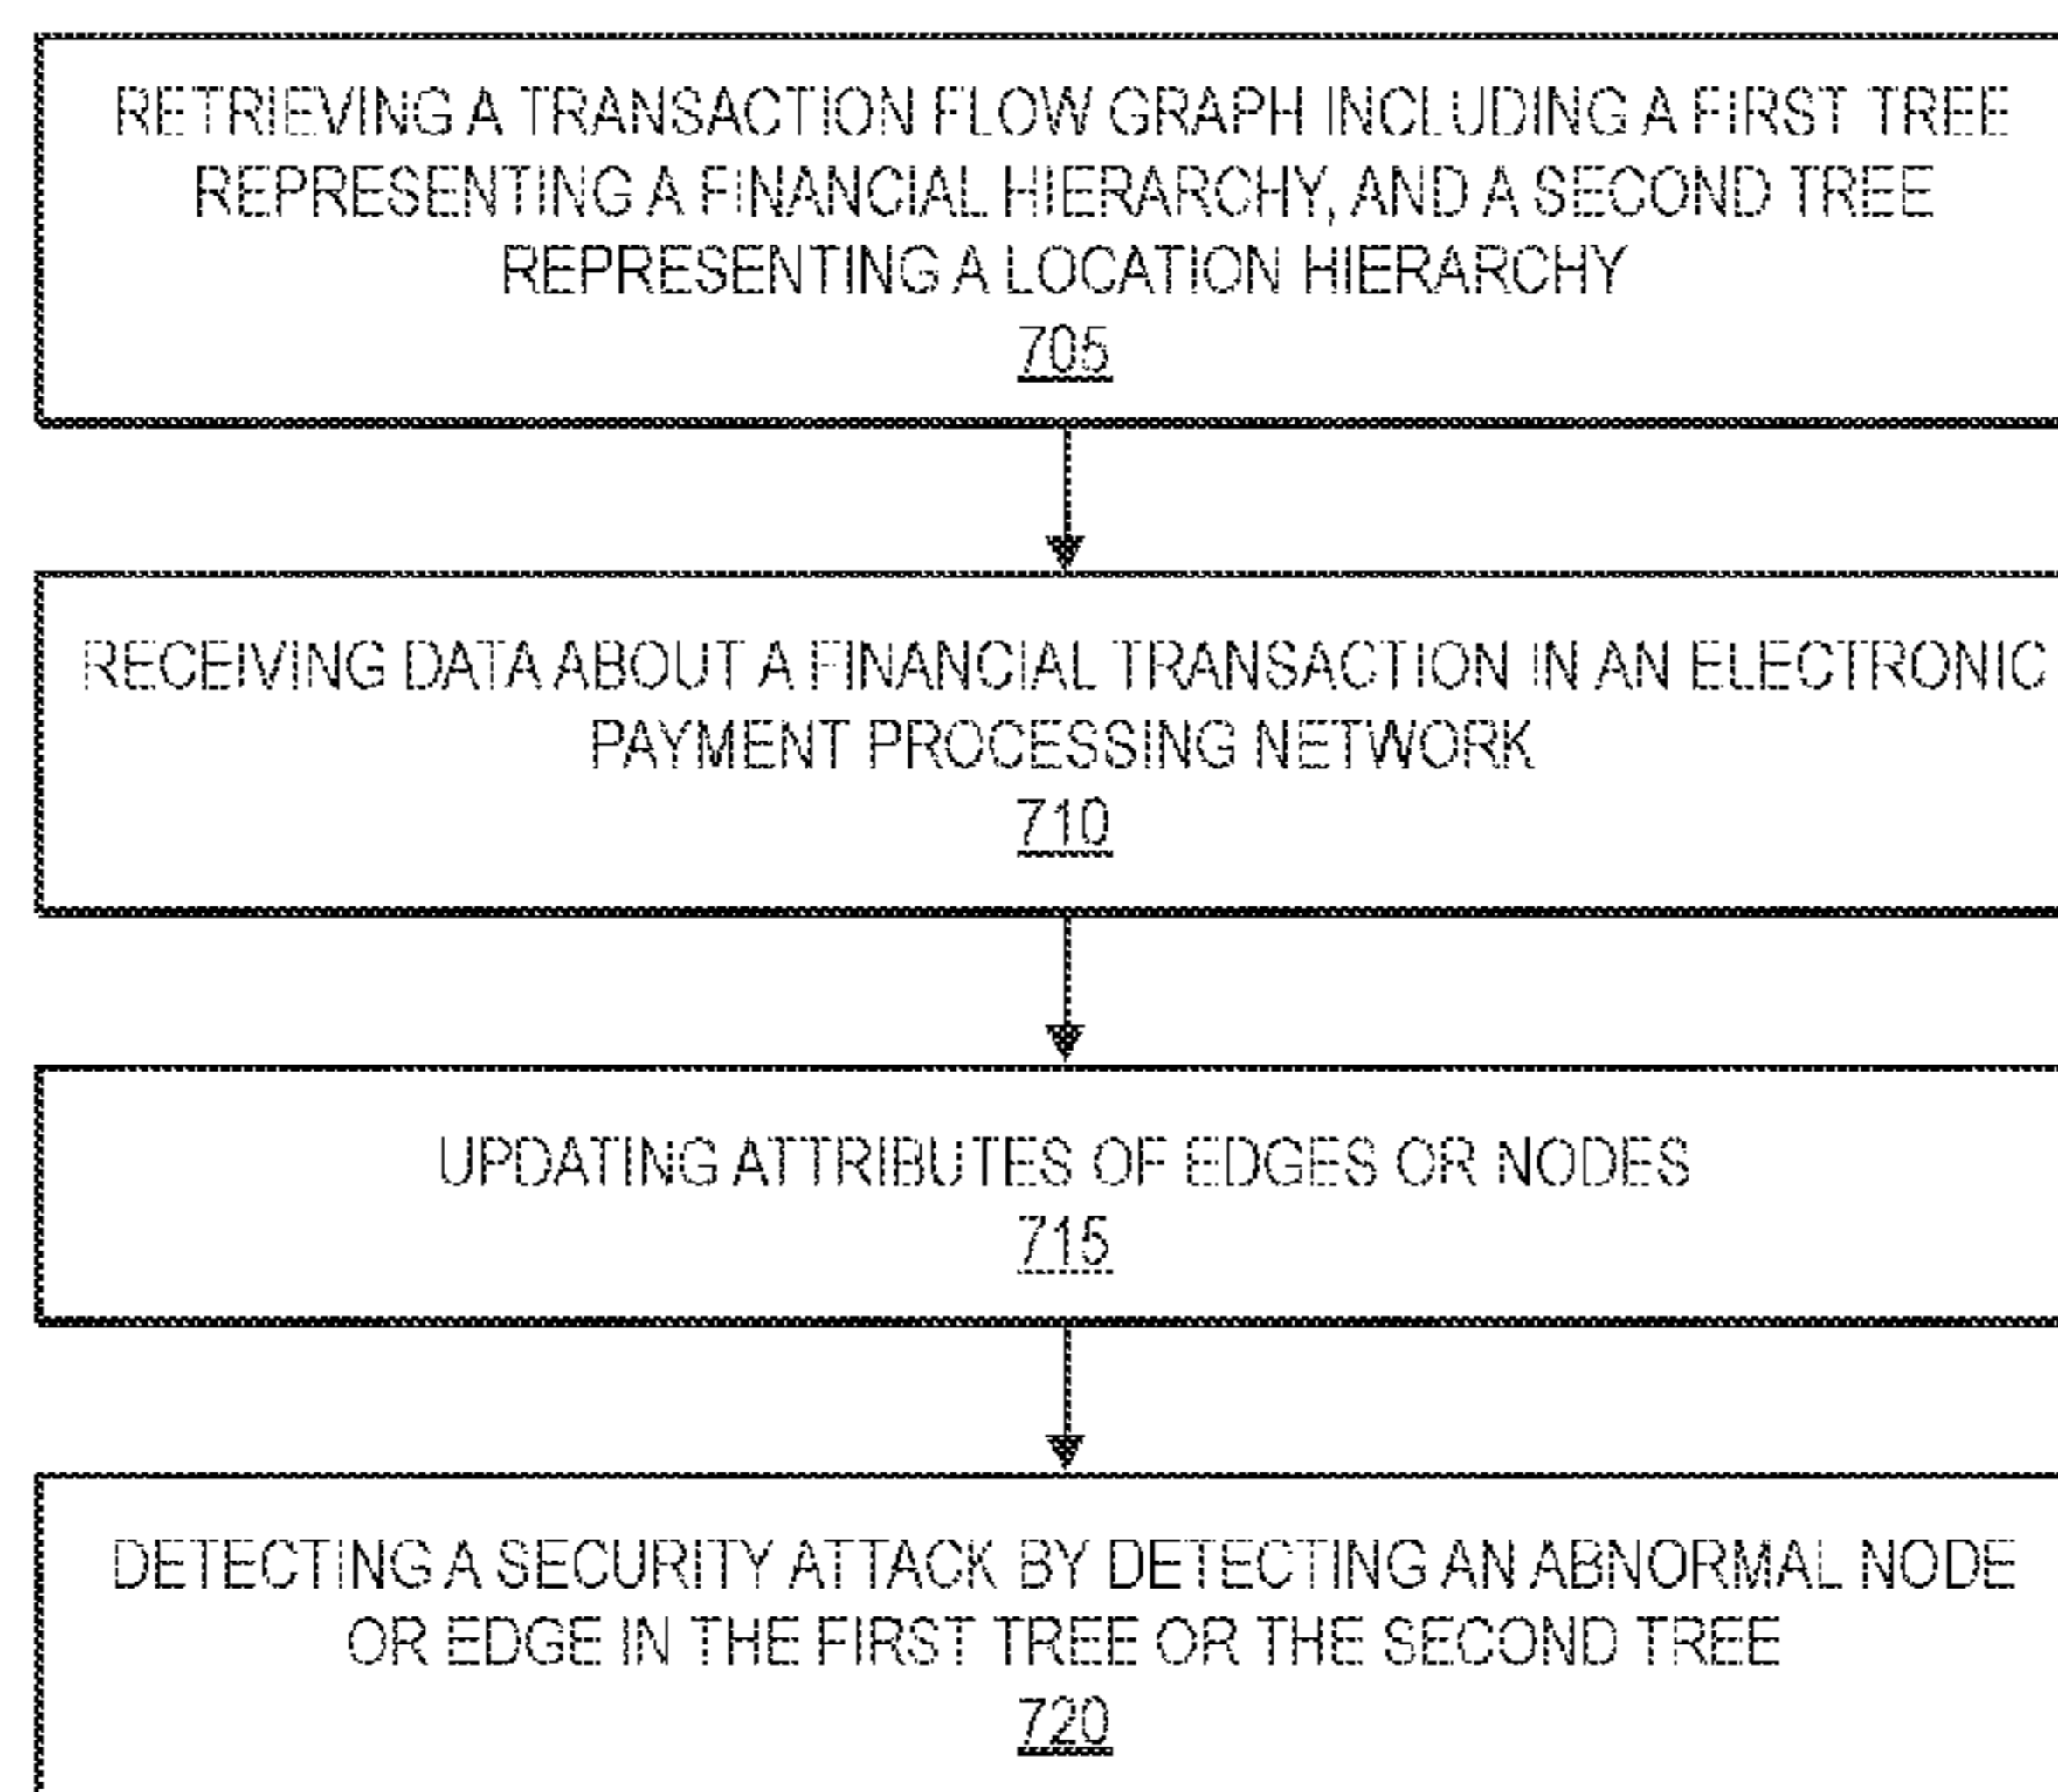 RETRIEVING A TRANSACTION FLOW GRAPH INCLUDING A FIRST TREE
REPRESENTING A FINANCIAL HIERARCHY, AND A SECOND TREE
REPRESENTING A LOCATION HIERARCHY
705
RECEIVING DATA ABOUT A FINANCIAL TRANSACTION IN AN ELECTRONIC
PAYMENT PROCESSING NETWORK
710
UPDATING ATTRIBUTES OF EDGES OR NODES
715
DETECTING A SECURITY ATTACK BY DETECTING AN ABNORMAL NODE
OR EDGE IN THE FIRST TREE OR THE SECOND TREE
720